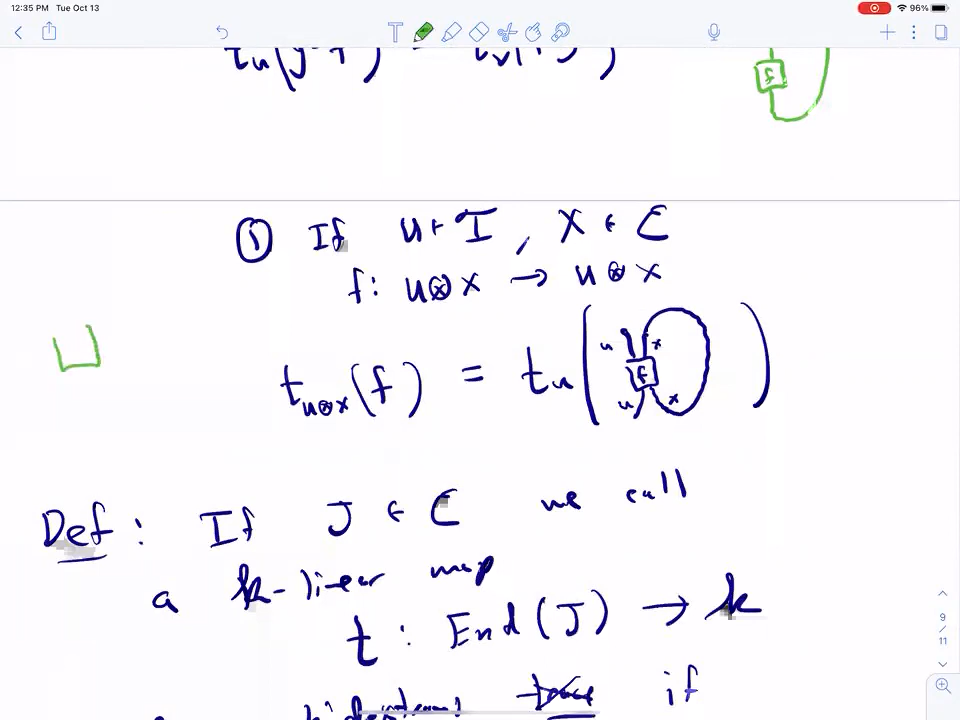 12:35 PM Tue Oct 13
96%
① If u ∈ I, X ∈ C
f: u⊗X → u⊗X
t_{u⊗X}(f) = t_u( u x f u x )
Def: If J ∈ C we call
a k-linear map
t: End(J) → k
if
9
/
11